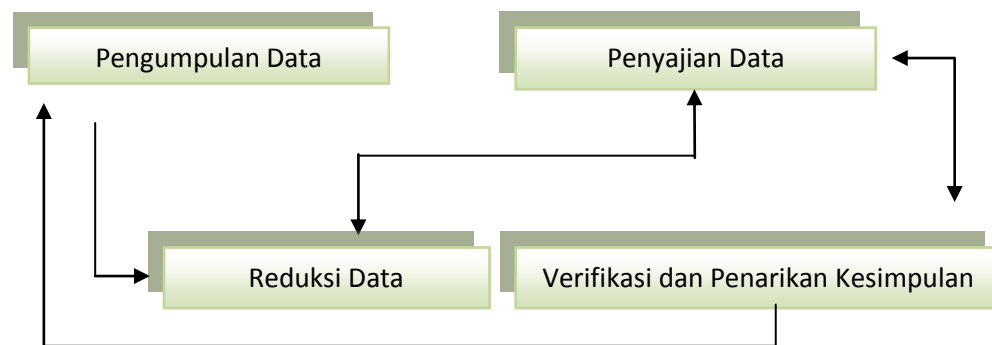 Pengumpulan Data
Penyajian Data
Reduksi Data
Verifikasi dan Penarikan Kesimpulan